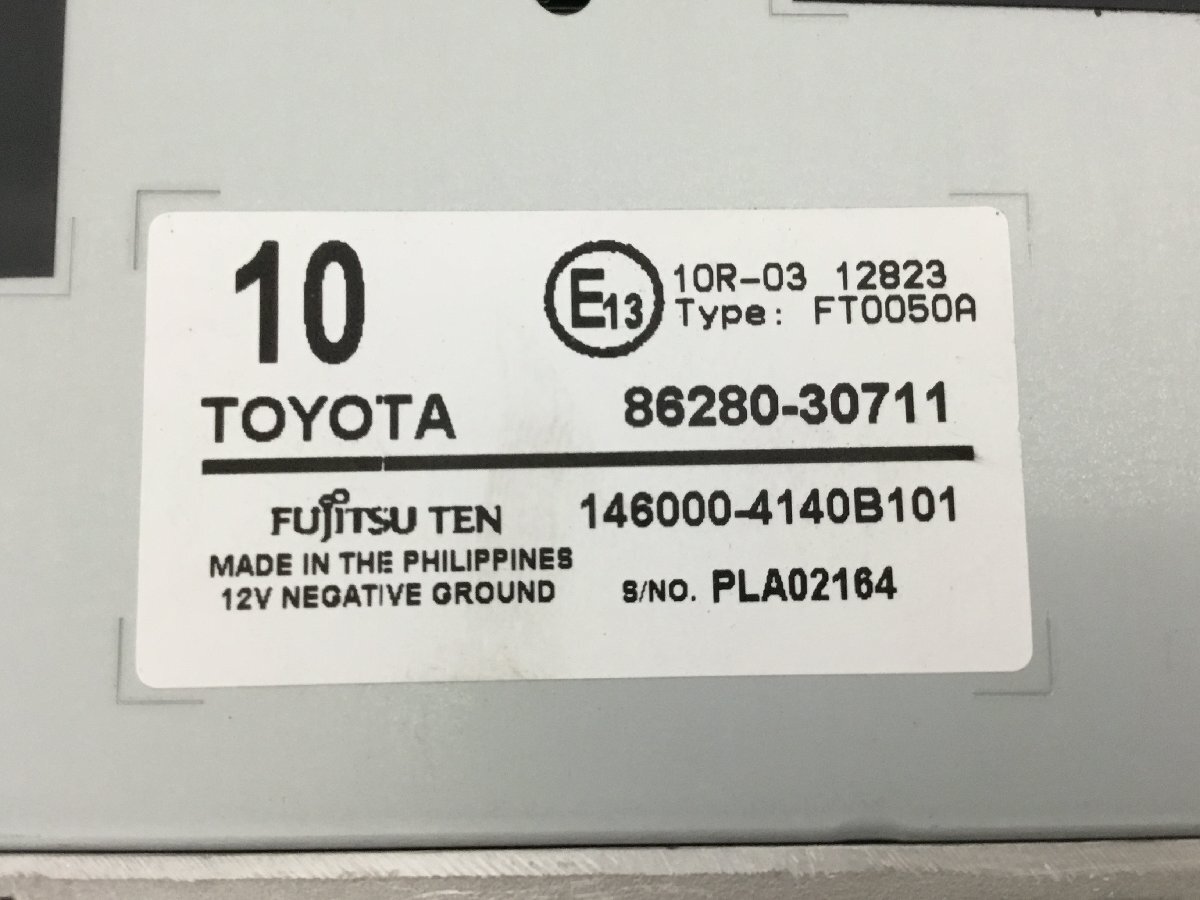 10
E13 10R-03 12823
Type: FT0050A
TOYOTA 86280-30711
FUJITSU TEN 146000-4140B101
MADE IN THE PHILIPPINES
12V NEGATIVE GROUND S/NO. PLA02164